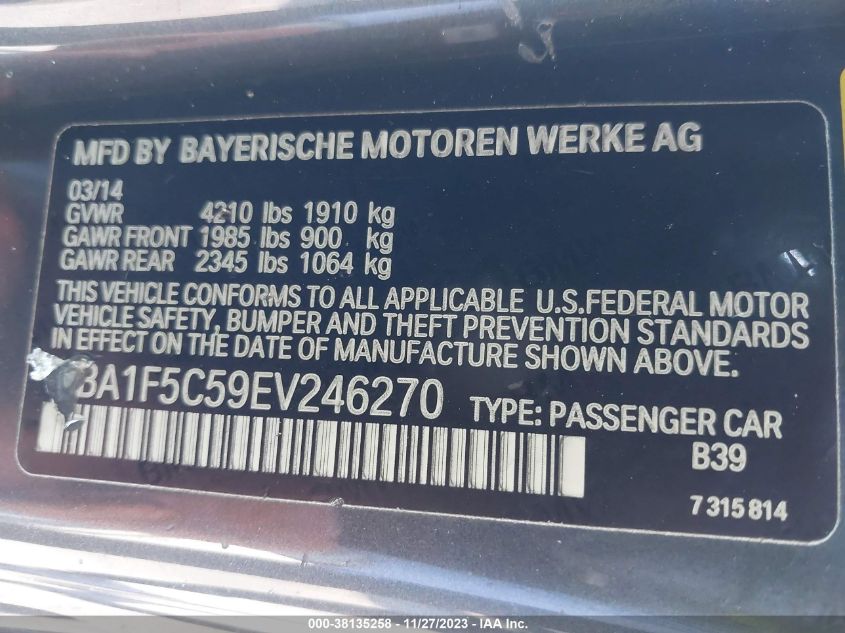 MFD BY BAYERISCHE MOTOREN WERKE AG
03/14
GVWR 4210 lbs 1910 kg
GAWR FRONT 1985 lbs 900 kg
GAWR REAR 2345 lbs 1064 kg
THIS VEHICLE CONFORMS TO ALL APPLICABLE U.S.FEDERAL MOTOR
VEHICLE SAFETY, BUMPER AND THEFT PREVENTION STANDARDS
IN EFFECT ON THE DATE OF MANUFACTURE SHOWN ABOVE.
BA1F5C59EV246270 TYPE: PASSENGER CAR
B39
7 315 814
000-38135258 - 11/27/2023 - IAA Inc.